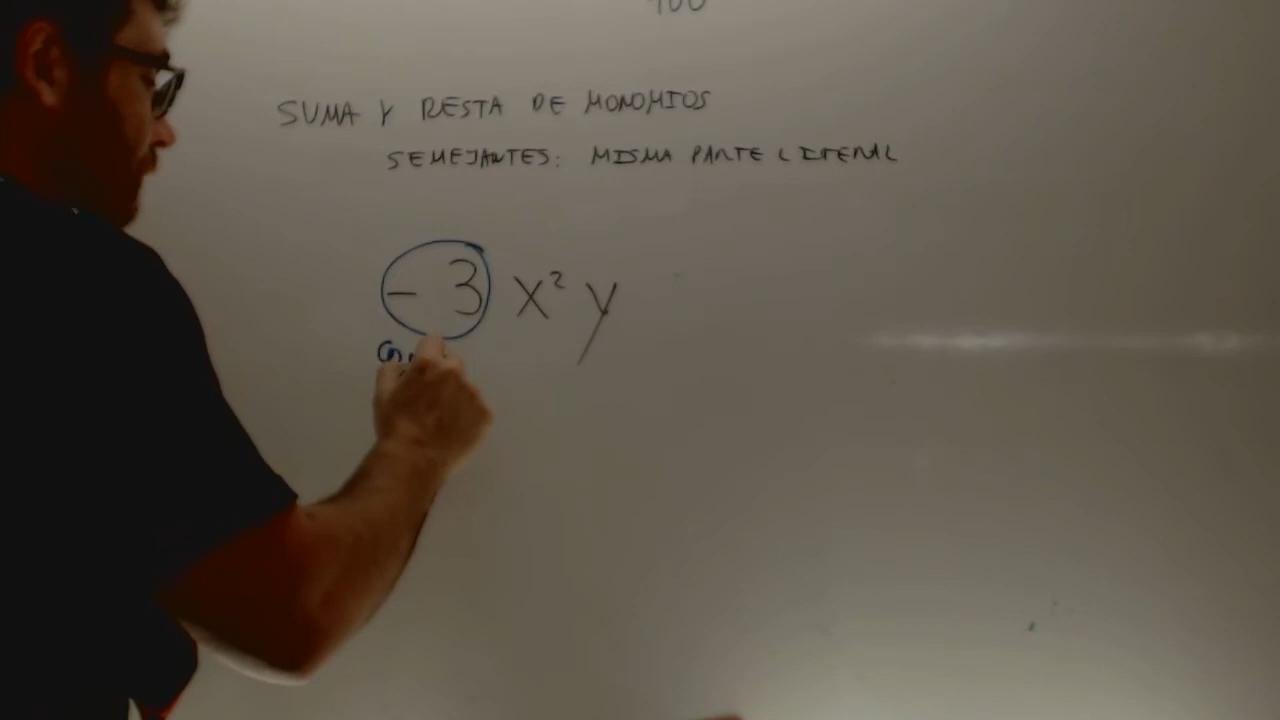 SUMA Y RESTA DE MONOMIOS
SEMEJANTES: MISMA PARTE LITERAL
- 3 x² y